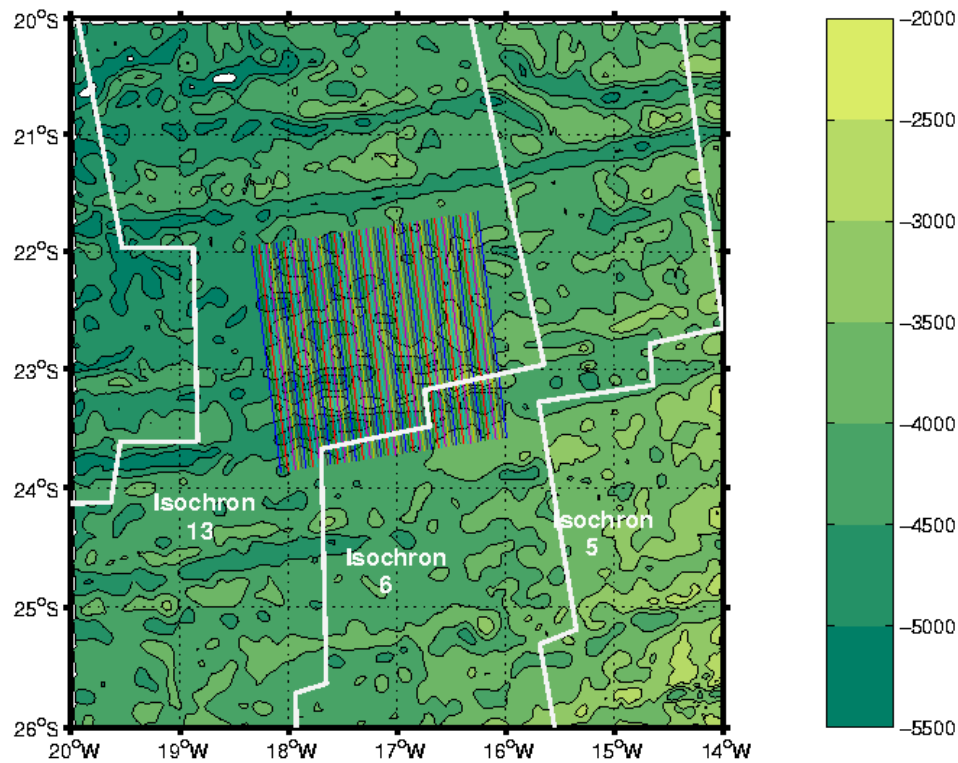 20°S
21°S
22°S
23°S
24°S
25°S
26°S
20°W
19°W
18°W
17°W
16°W
15°W
14°W
Isochron
13
Isochron
6
Isochron
5
–2000
–2500
–3000
–3500
–4000
–4500
–5000
–5500